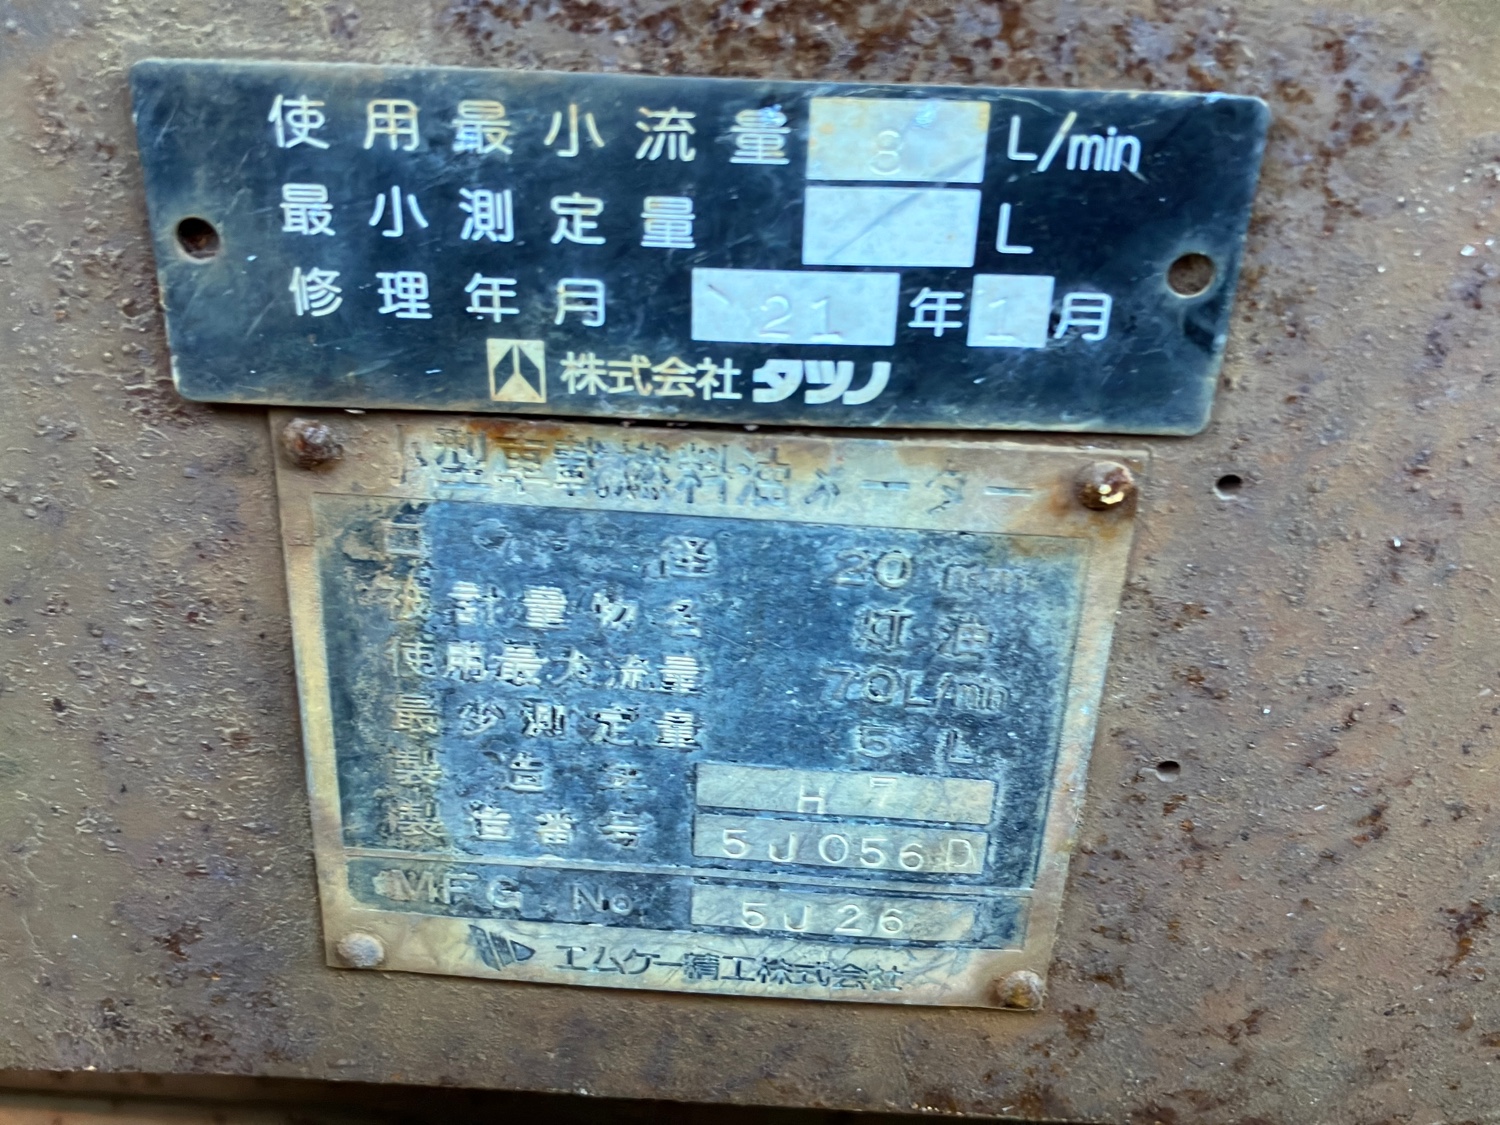 使用最小流量 8 L/min
最小測定量 L
修理年月 '21年1月
株式会社タツノ
小型車載燃料油メーター
口径 20mm
被計量物名 灯油
使用最大流量 70L/min
最少測定量 5L
製造年 H 7
製造番号 5J056D
MFG No. 5J26
エムケー精工株式会社